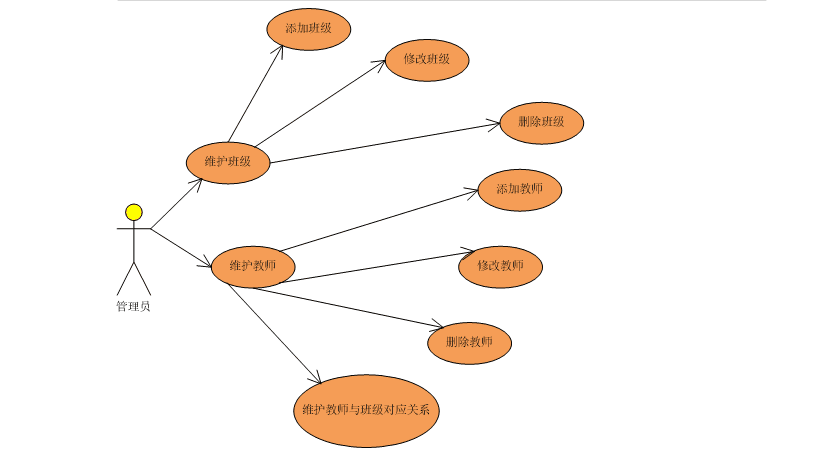 添加班级
修改班级
删除班级
维护班级
添加教师
维护教师
修改教师
管理员
删除教师
维护教师与班级对应关系